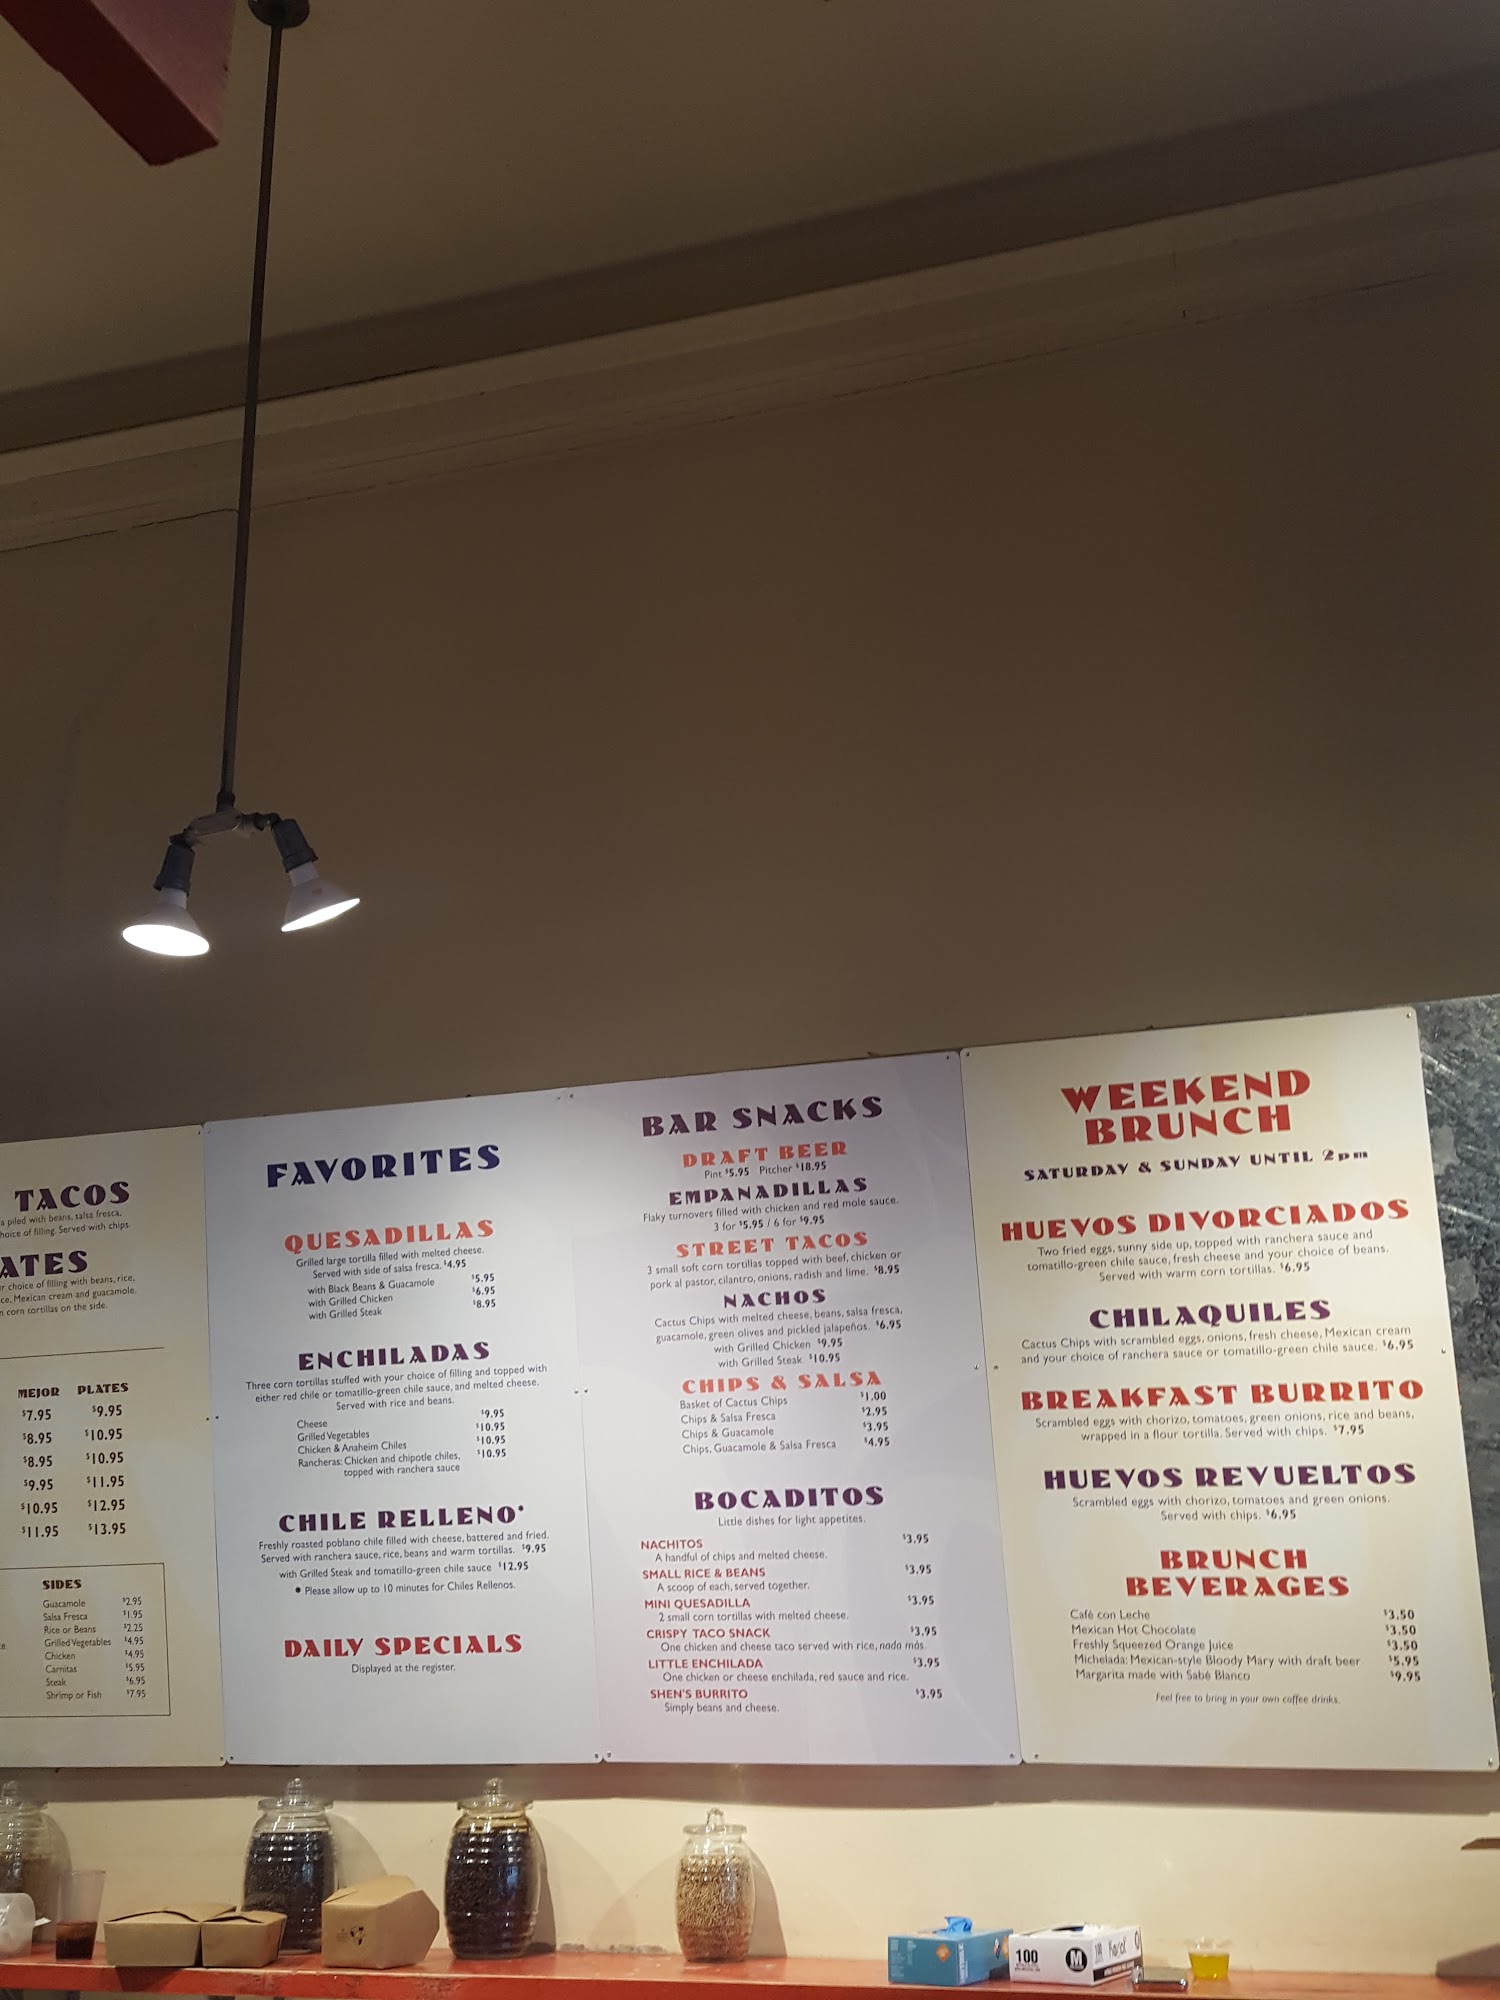 TACOS
a piled with beans, salsa fresca,
hoice of filling. Served with chips.
ATES
r choice of filling with beans, rice,
ce, Mexican cream and guacamole.
n corn tortillas on the side.
MEJOR PLATES
$7.95 $9.95
$8.95 $10.95
$8.95 $10.95
$9.95 $11.95
$10.95 $12.95
$11.95 $13.95
SIDES
Guacamole $2.95
Salsa Fresca $1.95
Rice or Beans $2.25
Grilled Vegetables $4.95
Chicken $4.95
Carnitas $5.95
Steak $6.95
Shrimp or Fish $7.95
FAVORITES
QUESADILLAS
Grilled large tortilla filled with melted cheese.
Served with side of salsa fresca. $4.95
with Black Beans & Guacamole $5.95
with Grilled Chicken $6.95
with Grilled Steak $8.95
ENCHILADAS
Three corn tortillas stuffed with your choice of filling and topped with
either red chile or tomatillo-green chile sauce, and melted cheese.
Served with rice and beans.
Cheese $9.95
Grilled Vegetables $10.95
Chicken & Anaheim Chiles $10.95
Rancheras: Chicken and chipotle chiles, $10.95
topped with ranchera sauce
CHILE RELLENO*
Freshly roasted poblano chile filled with cheese, battered and fried.
Served with ranchera sauce, rice, beans and warm tortillas. $9.95
with Grilled Steak and tomatillo-green chile sauce $12.95
• Please allow up to 10 minutes for Chiles Rellenos.
DAILY SPECIALS
Displayed at the register.
BAR SNACKS
DRAFT BEER
Pint $5.95 Pitcher $18.95
EMPANADILLAS
Flaky turnovers filled with chicken and red mole sauce.
3 for $5.95 / 6 for $9.95
STREET TACOS
3 small soft corn tortillas topped with beef, chicken or
pork al pastor, cilantro, onions, radish and lime. $8.95
NACHOS
Cactus Chips with melted cheese, beans, salsa fresca,
guacamole, green olives and pickled jalapeños. $6.95
with Grilled Chicken $9.95
with Grilled Steak $10.95
CHIPS & SALSA
Basket of Cactus Chips $1.00
Chips & Salsa Fresca $2.95
Chips & Guacamole $3.95
Chips, Guacamole & Salsa Fresca $4.95
BOCADITOS
Little dishes for light appetites.
NACHITOS $3.95
A handful of chips and melted cheese.
SMALL RICE & BEANS $3.95
A scoop of each, served together.
MINI QUESADILLA $3.95
2 small corn tortillas with melted cheese.
CRISPY TACO SNACK $3.95
One chicken and cheese taco served with rice, nada más.
LITTLE ENCHILADA $3.95
One chicken or cheese enchilada, red sauce and rice.
SHEN'S BURRITO $3.95
Simply beans and cheese.
WEEKEND
BRUNCH
SATURDAY & SUNDAY UNTIL 2pm
HUEVOS DIVORCIADOS
Two fried eggs, sunny side up, topped with ranchera sauce and
tomatillo-green chile sauce, fresh cheese and your choice of beans.
Served with warm corn tortillas. $6.95
CHILAQUILES
Cactus Chips with scrambled eggs, onions, fresh cheese, Mexican cream
and your choice of ranchera sauce or tomatillo-green chile sauce. $6.95
BREAKFAST BURRITO
Scrambled eggs with chorizo, tomatoes, green onions, rice and beans,
wrapped in a flour tortilla. Served with chips. $7.95
HUEVOS REVUELTOS
Scrambled eggs with chorizo, tomatoes and green onions.
Served with chips. $6.95
BRUNCH
BEVERAGES
Café con Leche $3.50
Mexican Hot Chocolate $3.50
Freshly Squeezed Orange Juice $3.50
Michelada: Mexican-style Bloody Mary with draft beer $5.95
Margarita made with Sabé Blanco $9.95
Feel free to bring in your own coffee drinks.
100
M
Karat